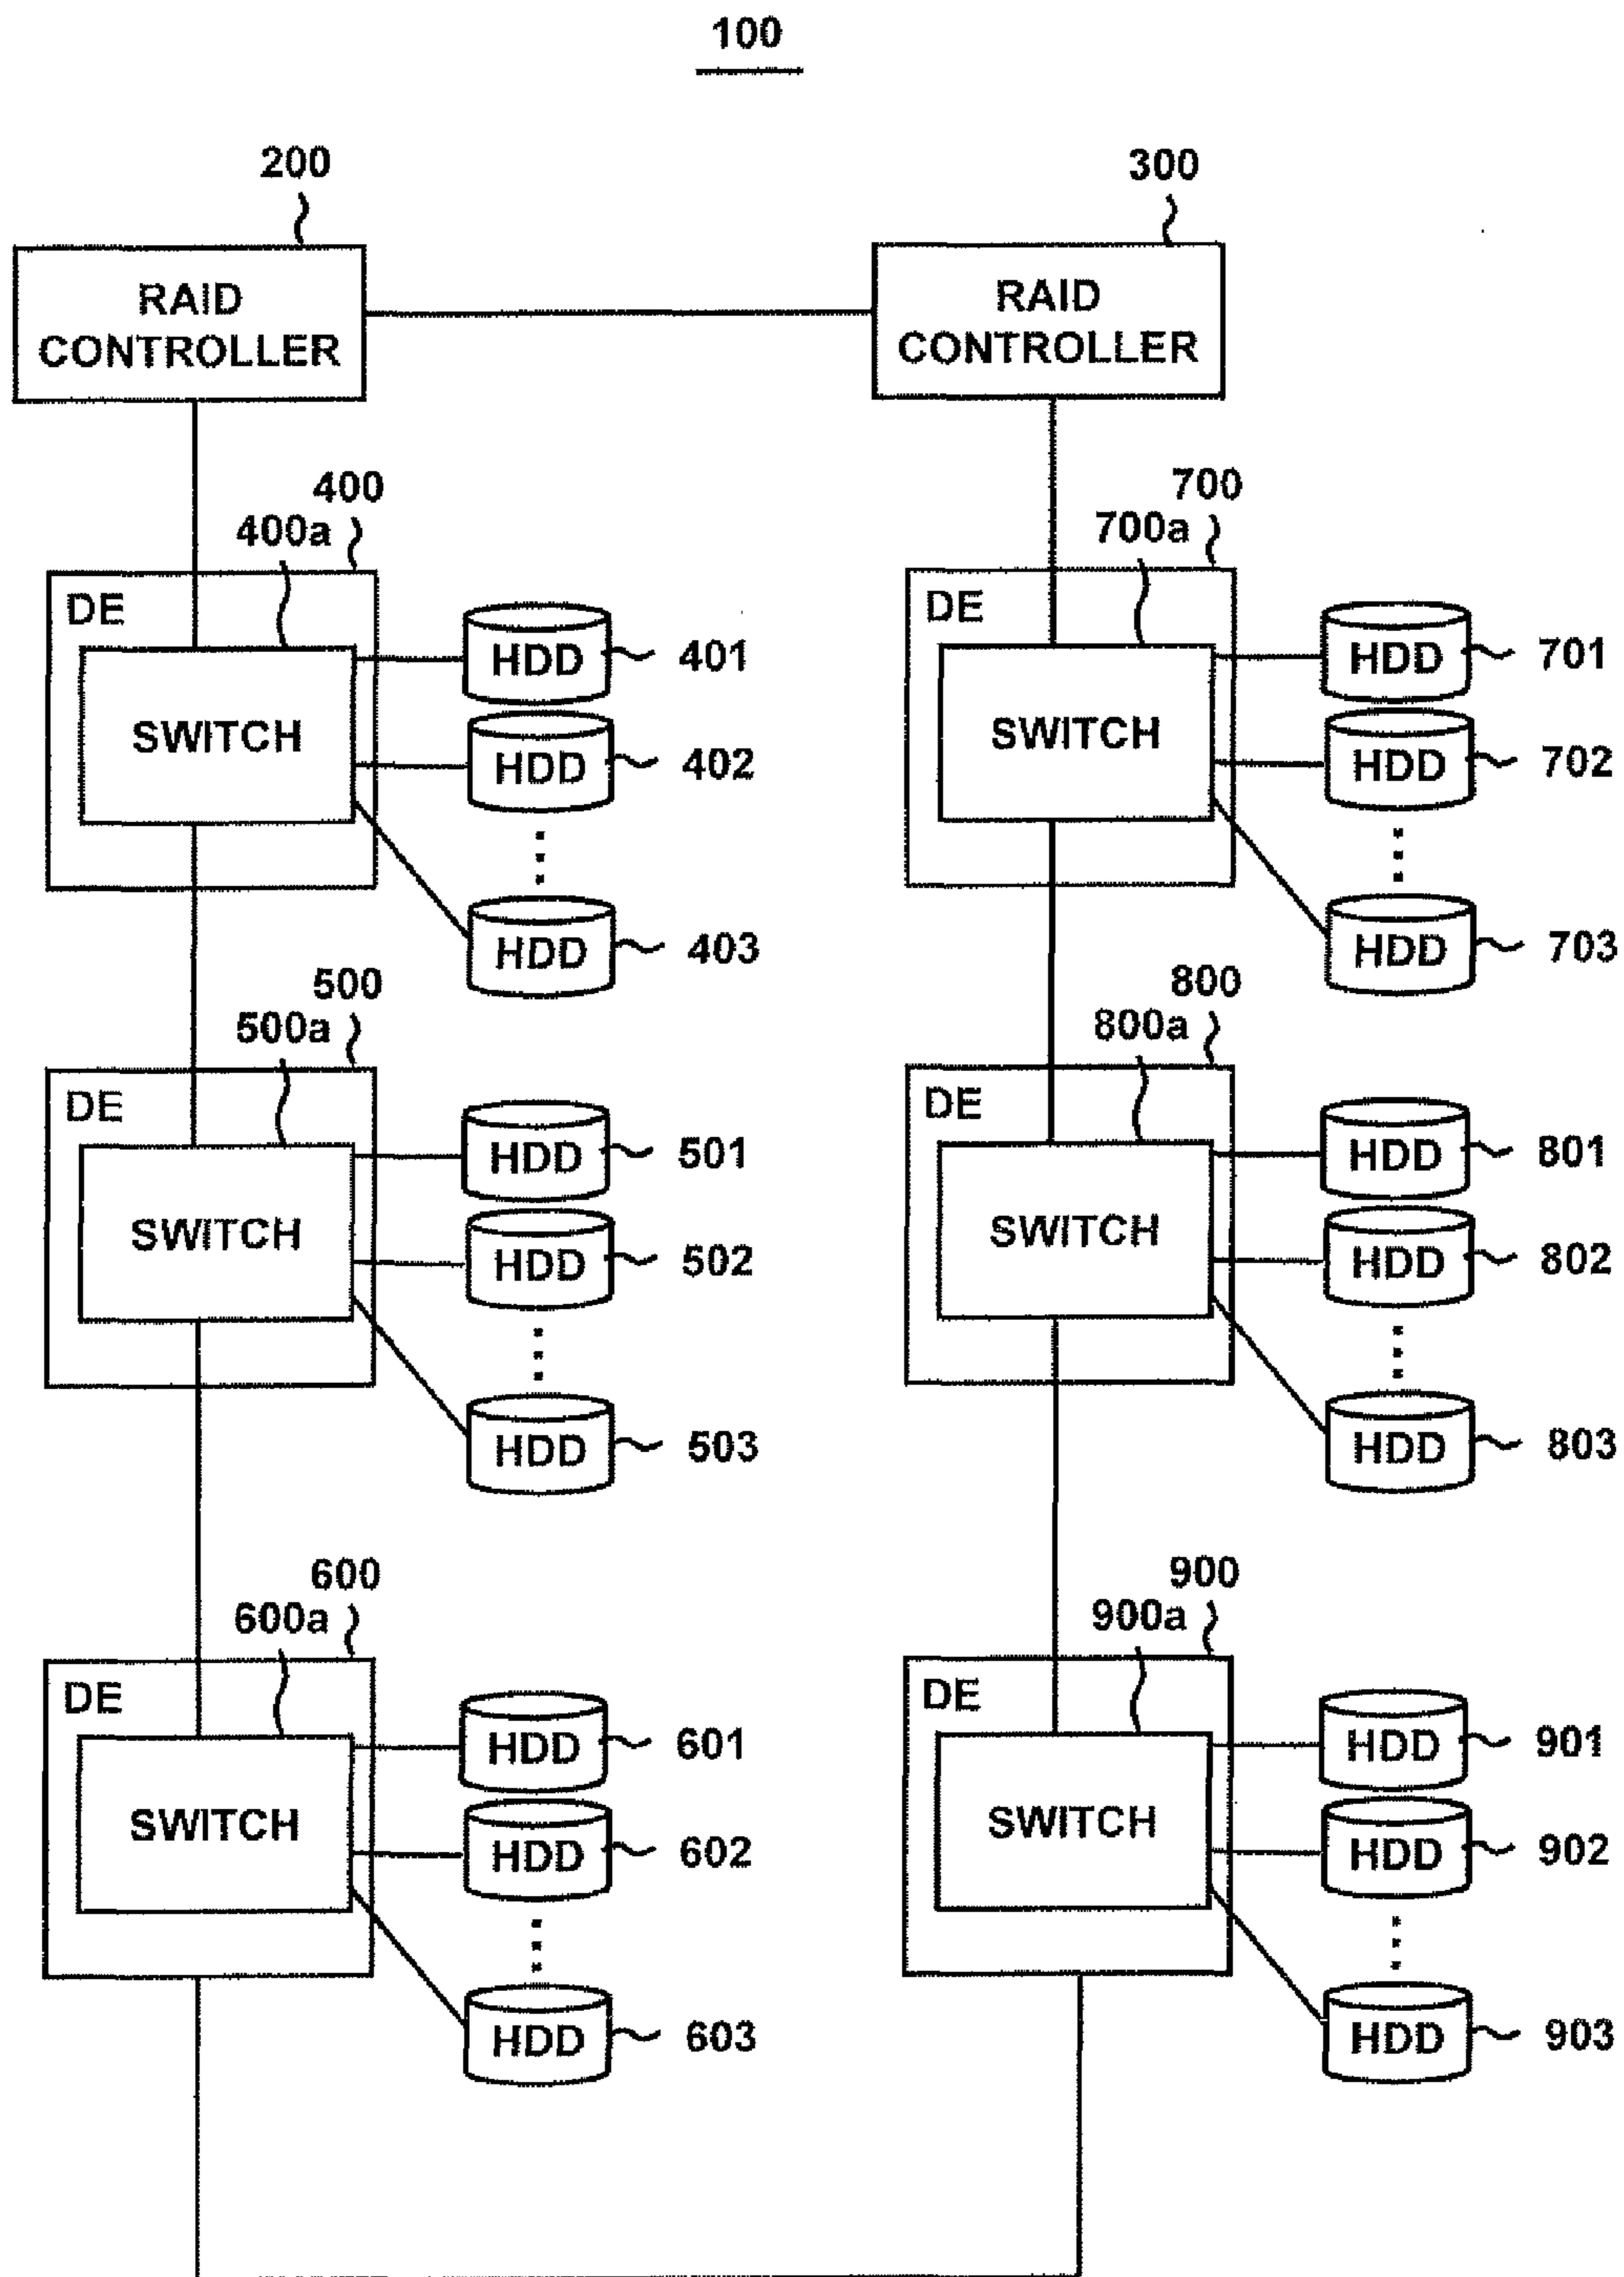 100
200
300
RAID
CONTROLLER
RAID
CONTROLLER
400
400a
DE
SWITCH
HDD
401
HDD
402
HDD
403
700
700a
DE
SWITCH
HDD
701
HDD
702
HDD
703
500
500a
DE
SWITCH
HDD
501
HDD
502
HDD
503
800
800a
DE
SWITCH
HDD
801
HDD
802
HDD
803
600
600a
DE
SWITCH
HDD
601
HDD
602
HDD
603
900
900a
DE
SWITCH
HDD
901
HDD
902
HDD
903